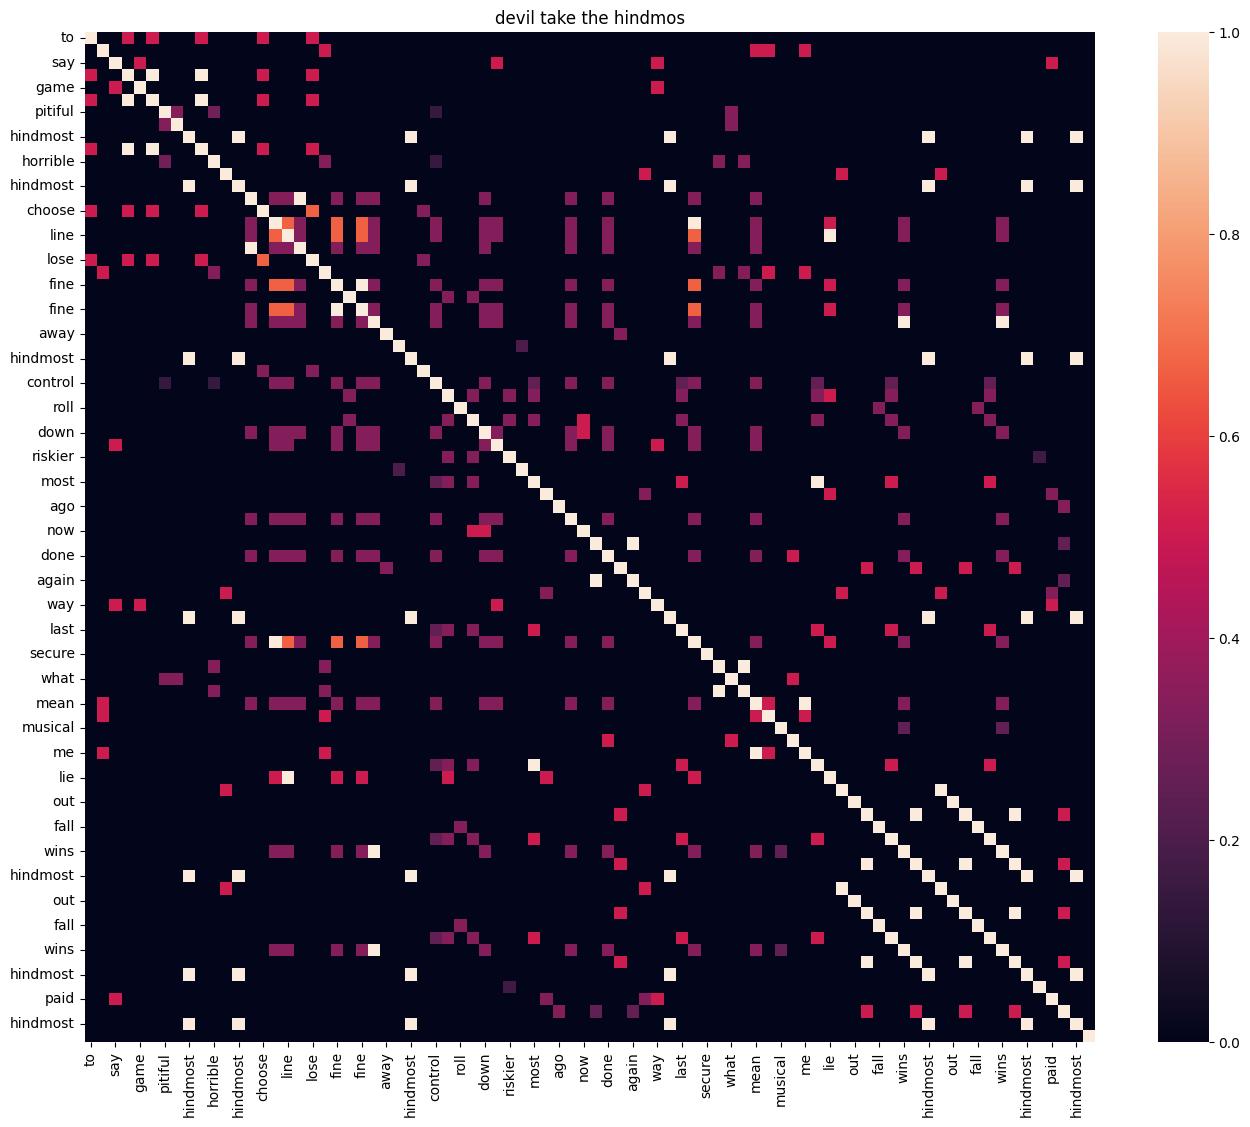 devil take the hindmos
to
say
game
pitiful
hindmost
horrible
hindmost
choose
line
lose
fine
fine
away
hindmost
control
roll
down
riskier
most
ago
now
done
again
way
last
secure
what
mean
musical
me
lie
out
fall
wins
hindmost
out
fall
wins
hindmost
paid
hindmost
to
say
game
pitiful
hindmost
horrible
hindmost
choose
line
lose
fine
fine
away
hindmost
control
roll
down
riskier
most
ago
now
done
again
way
last
secure
what
mean
musical
me
lie
out
fall
wins
hindmost
out
fall
wins
hindmost
paid
hindmost
1.0
0.8
0.6
0.4
0.2
0.0